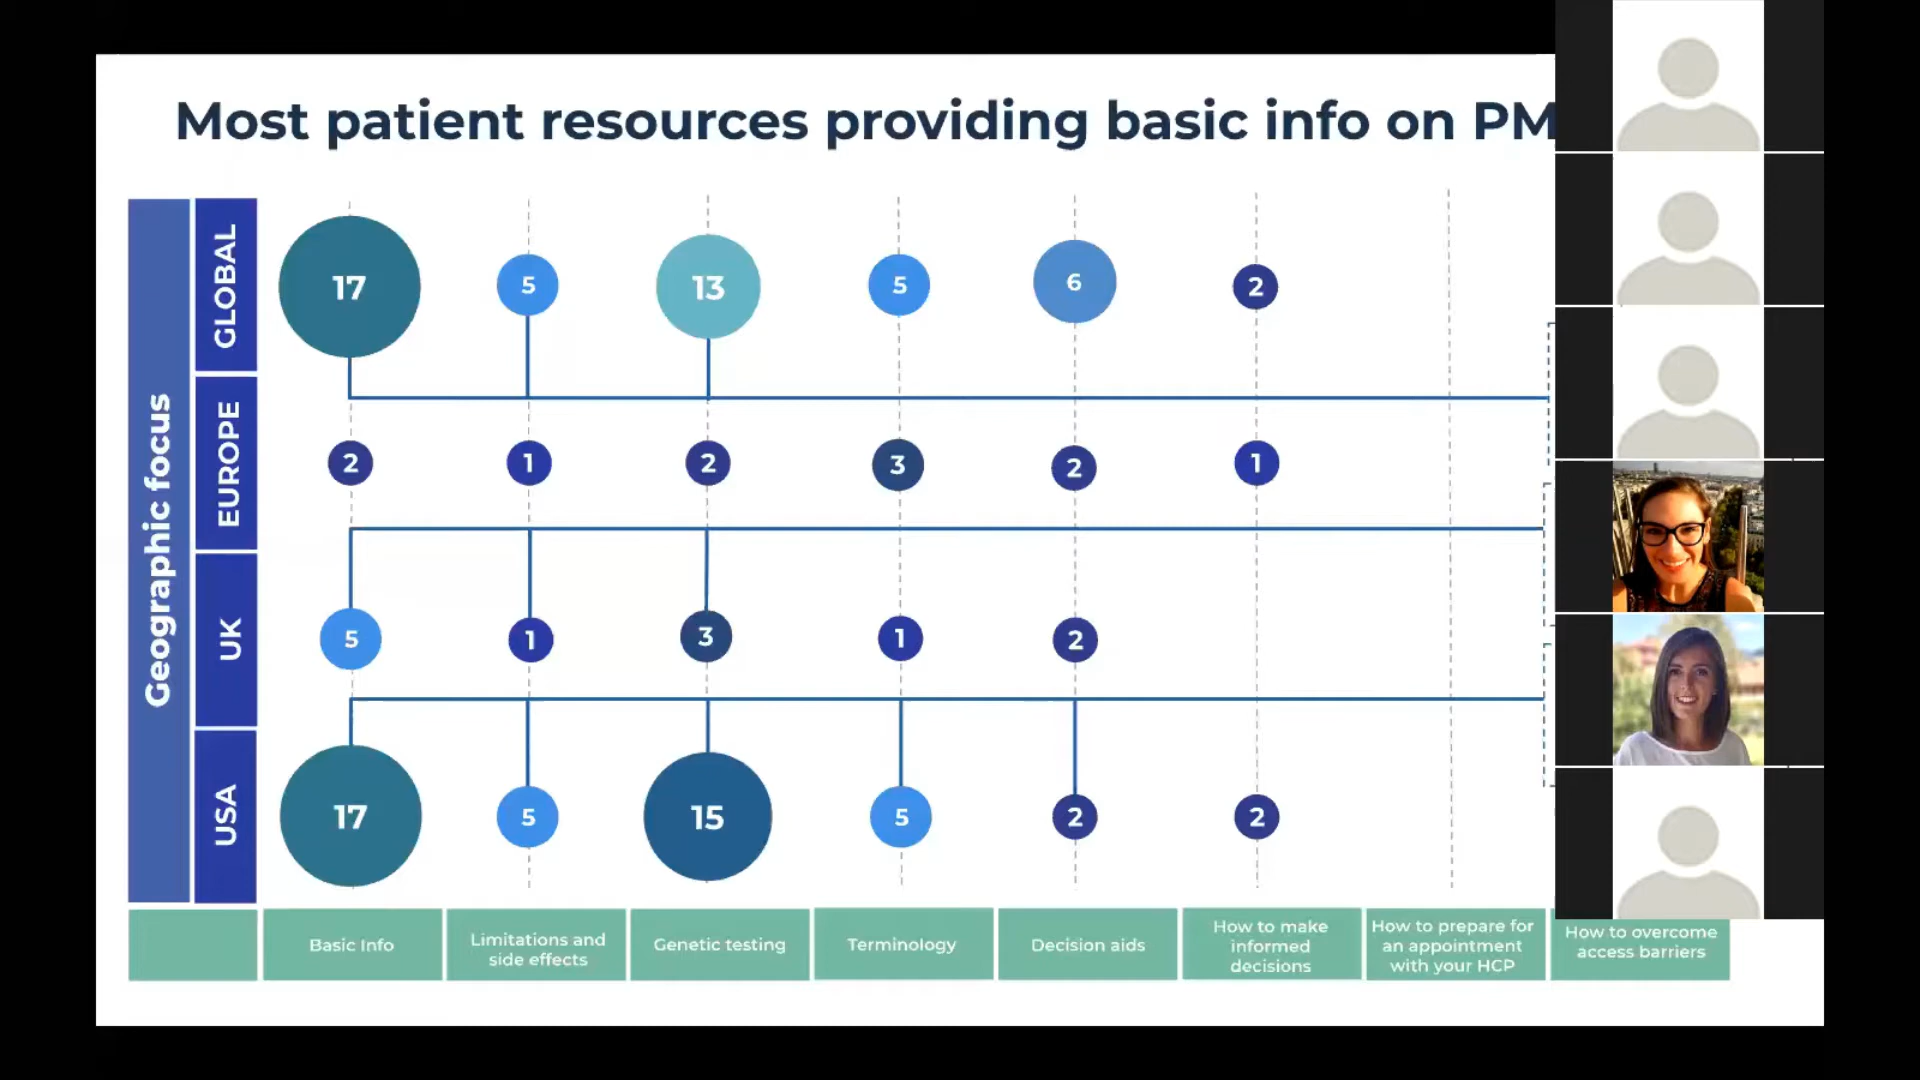 Most patient resources providing basic info on PM
Geographic focus
GLOBAL
17
5
13
5
6
2
EUROPE
2
1
2
3
2
1
UK
5
1
3
1
2
USA
17
5
15
5
2
2
Basic Info
Limitations and
side effects
Genetic testing
Terminology
Decision aids
How to make
informed
decisions
How to prepare for
an appointment
with your HCP
How to overcome
access barriers